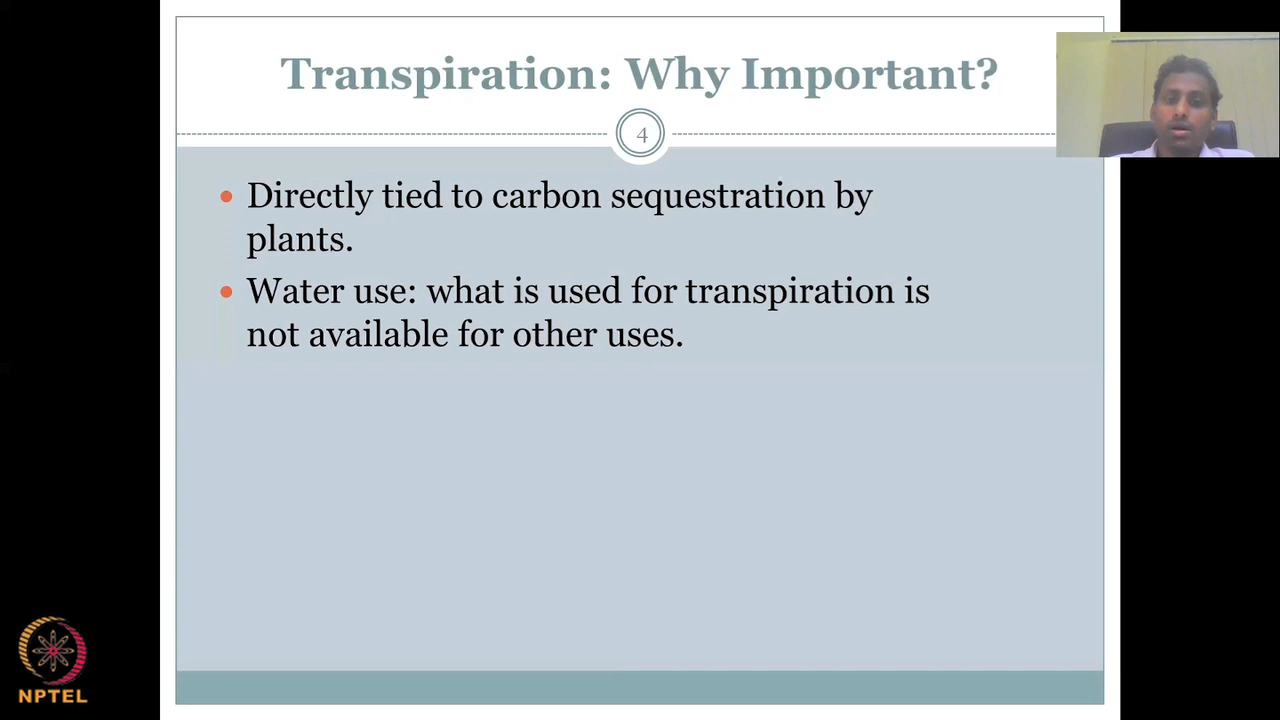 Transpiration: Why Important?
4
Directly tied to carbon sequestration by
plants.
Water use: what is used for transpiration is
not available for other uses.
NPTEL